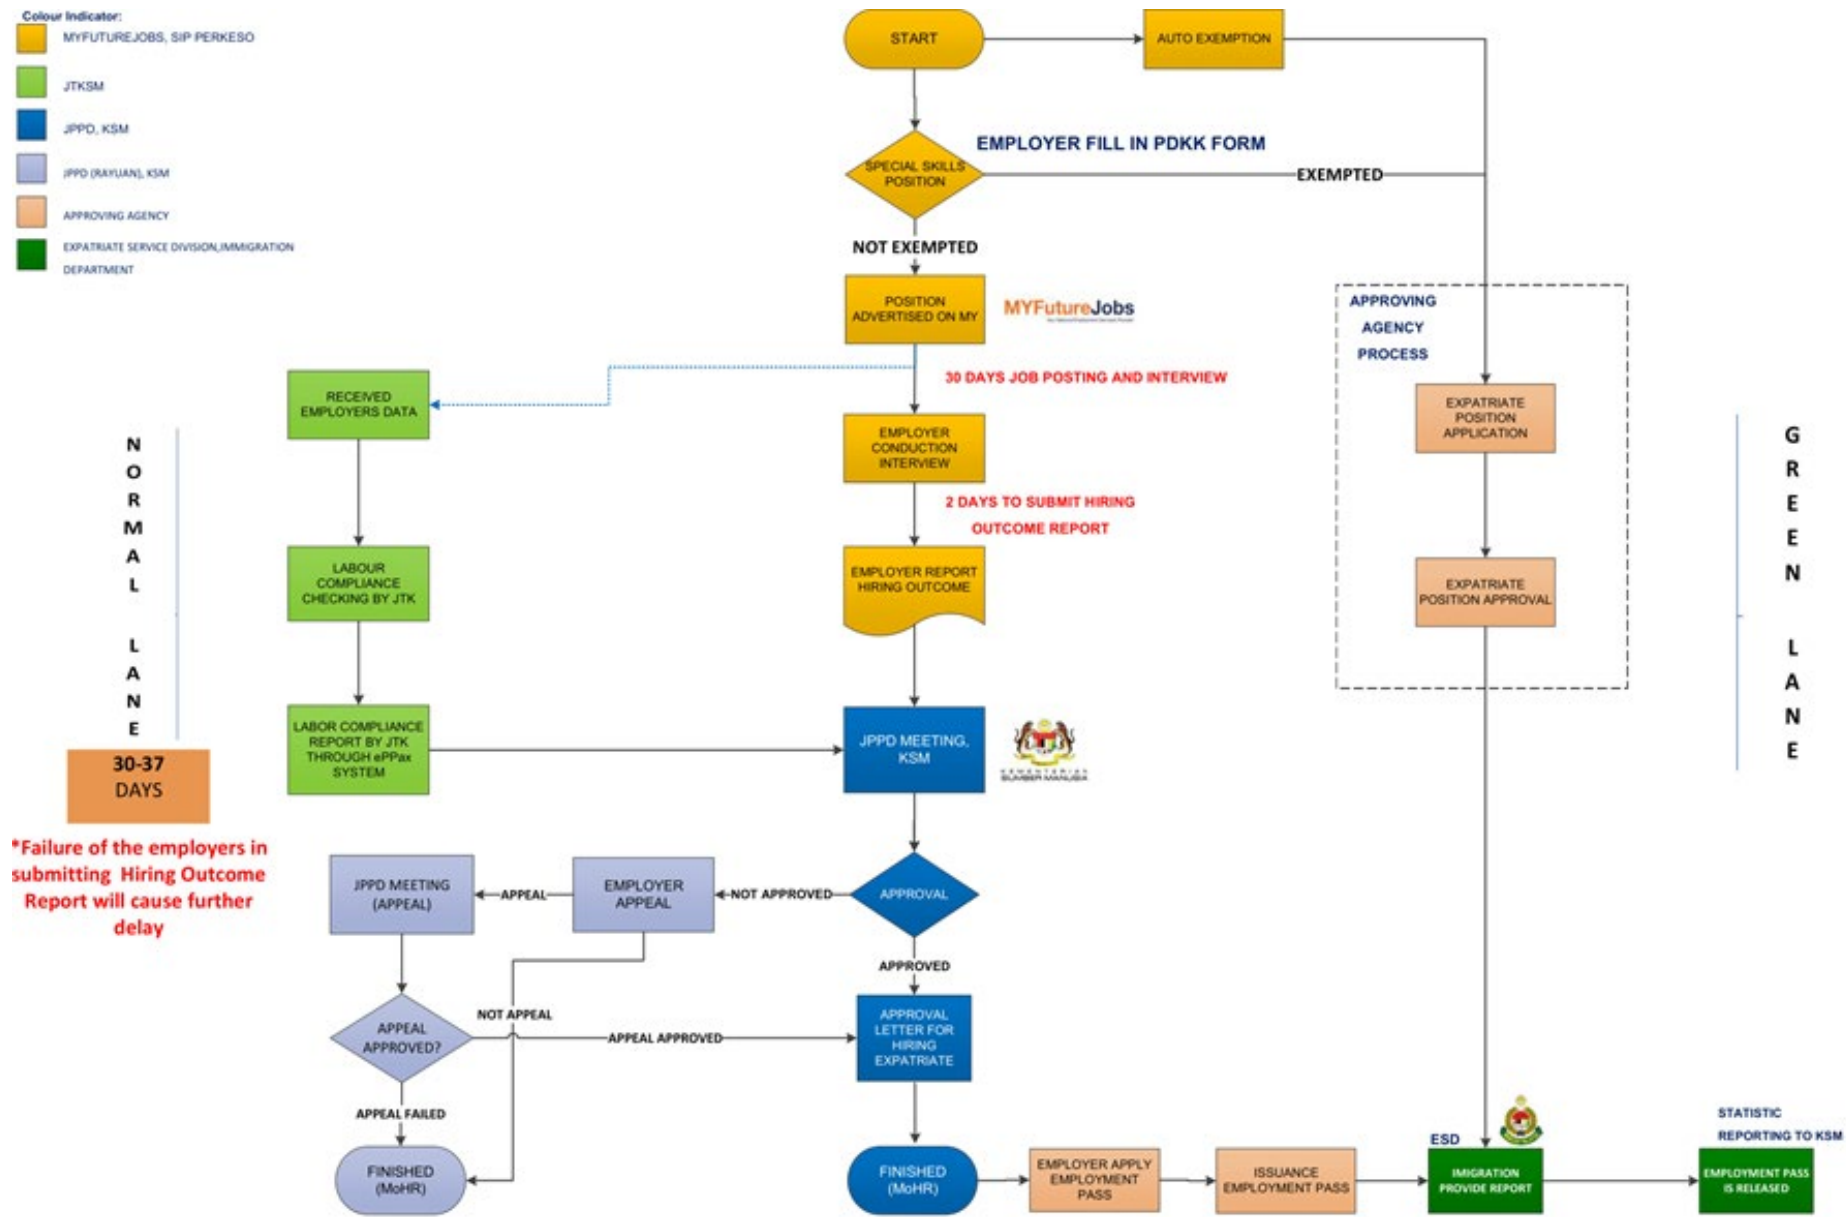 Colour Indicator:
MYFUTUREJOBS, SIP PERKESO
JTKSM
JPPD, KSM
JPPD (RAYUAN), KSM
APPROVING AGENCY
EXPATRIATE SERVICE DIVISION,IMMIGRATION
DEPARTMENT
START
AUTO EXEMPTION
EMPLOYER FILL IN PDKK FORM
SPECIAL SKILLS
POSITION
EXEMPTED
NOT EXEMPTED
POSITION
ADVERTISED ON MY
MYFutureJobs
30 DAYS JOB POSTING AND INTERVIEW
APPROVING
AGENCY
PROCESS
RECEIVED
EMPLOYERS DATA
EMPLOYER
CONDUCTION
INTERVIEW
EXPATRIATE
POSITION
APPLICATION
NORMAL LANE
GREEN LANE
2 DAYS TO SUBMIT HIRING
OUTCOME REPORT
LABOUR
COMPLIANCE
CHECKING BY JTK
EMPLOYER REPORT
HIRING OUTCOME
EXPATRIATE
POSITION APPROVAL
LABOR COMPLIANCE
REPORT BY JTK
THROUGH ePPax
SYSTEM
JPPD MEETING,
KSM
KEMENTERIAN
SUMBER MANUSIA
30-37
DAYS
*Failure of the employers in
submitting Hiring Outcome
Report will cause further
delay
JPPD MEETING
(APPEAL)
APPEAL
EMPLOYER
APPEAL
NOT APPROVED
APPROVAL
APPROVED
NOT APPEAL
APPEAL
APPROVED?
APPEAL APPROVED
APPROVAL
LETTER FOR
HIRING
EXPATRIATE
APPEAL FAILED
FINISHED
(MoHR)
FINISHED
(MoHR)
EMPLOYER APPLY
EMPLOYMENT
PASS
ISSUANCE
EMPLOYMENT PASS
ESD
IMIGRATION
PROVIDE REPORT
STATISTIC
REPORTING TO KSM
EMPLOYMENT PASS
IS RELEASED